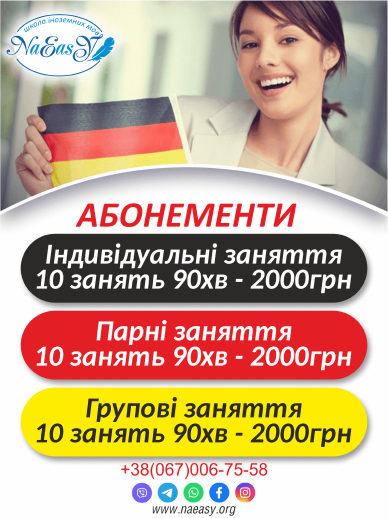 школа іноземних мов
NaEasy
АБОНЕМЕНТИ
Індивідуальні заняття
10 занять 90хв - 2000грн
Парні заняття
10 занять 90хв - 2000грн
Групові заняття
10 занять 90хв - 2000грн
+38(067)006-75-58
www.naeasy.org